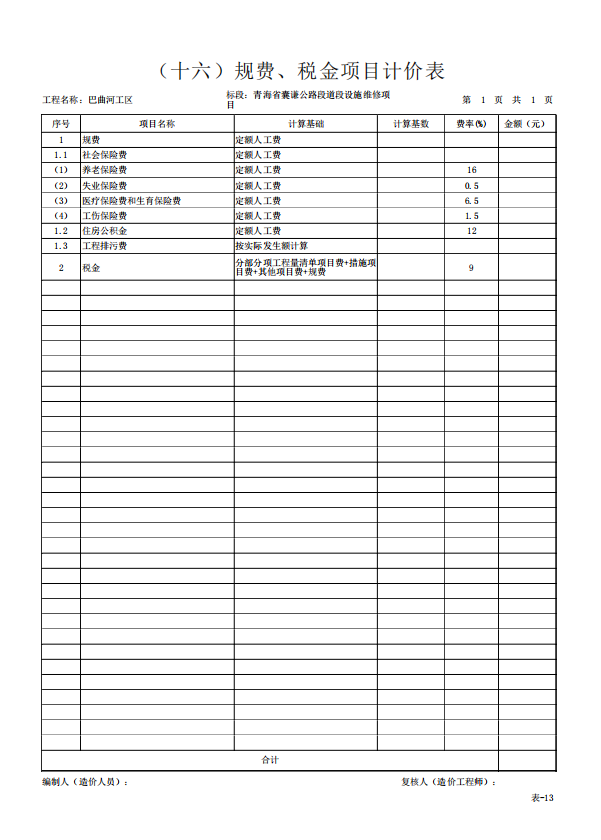 （十六）规费、税金项目计价表
工程名称：巴曲河工区 标段：青海省囊谦公路段道段设施维修项目 第 1 页 共 1 页
序号 项目名称 计算基础 计算基数 费率(%) 金额（元）
1 规费 定额人工费
1.1 社会保险费 定额人工费
（1） 养老保险费 定额人工费 16
（2） 失业保险费 定额人工费 0.5
（3） 医疗保险费和生育保险费 定额人工费 6.5
（4） 工伤保险费 定额人工费 1.5
1.2 住房公积金 定额人工费 12
1.3 工程排污费 按实际发生额计算
2 税金 分部分项工程量清单项目费+措施项目费+其他项目费+规费 9
合计
编制人（造价人员）： 复核人（造价工程师）：
表-13